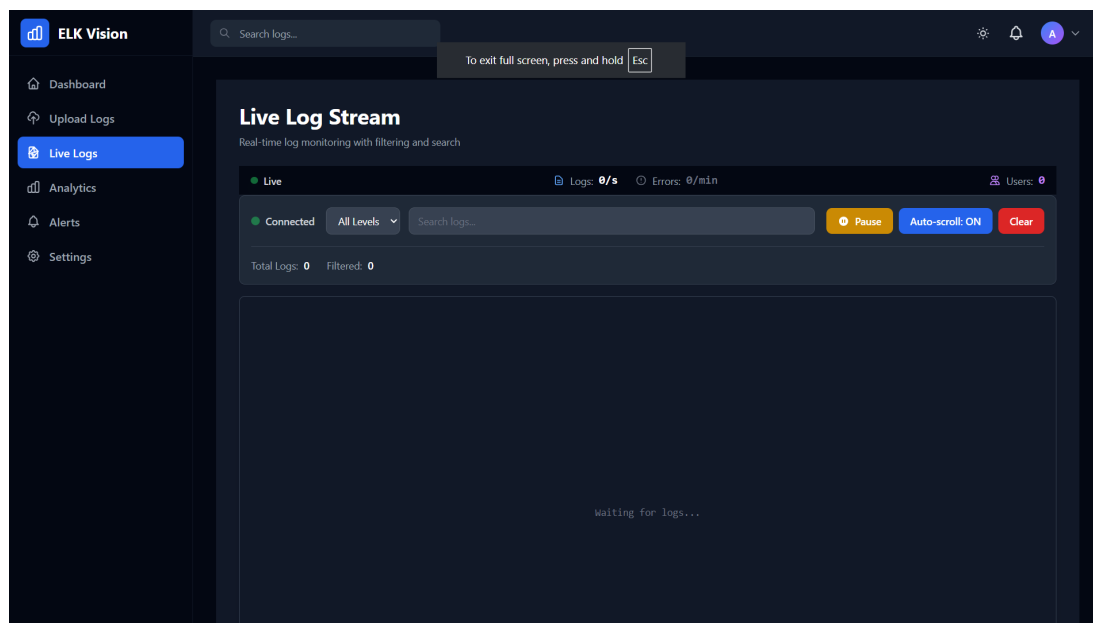 ELK Vision
Search logs...
A
To exit full screen, press and hold Esc
Dashboard
Upload Logs
Live Logs
Analytics
Alerts
Settings
Live Log Stream
Real-time log monitoring with filtering and search
Live Logs: 0/s Errors: 0/min Users: 0
Connected All Levels Search logs... Pause Auto-scroll: ON Clear
Total Logs: 0 Filtered: 0
Waiting for logs...